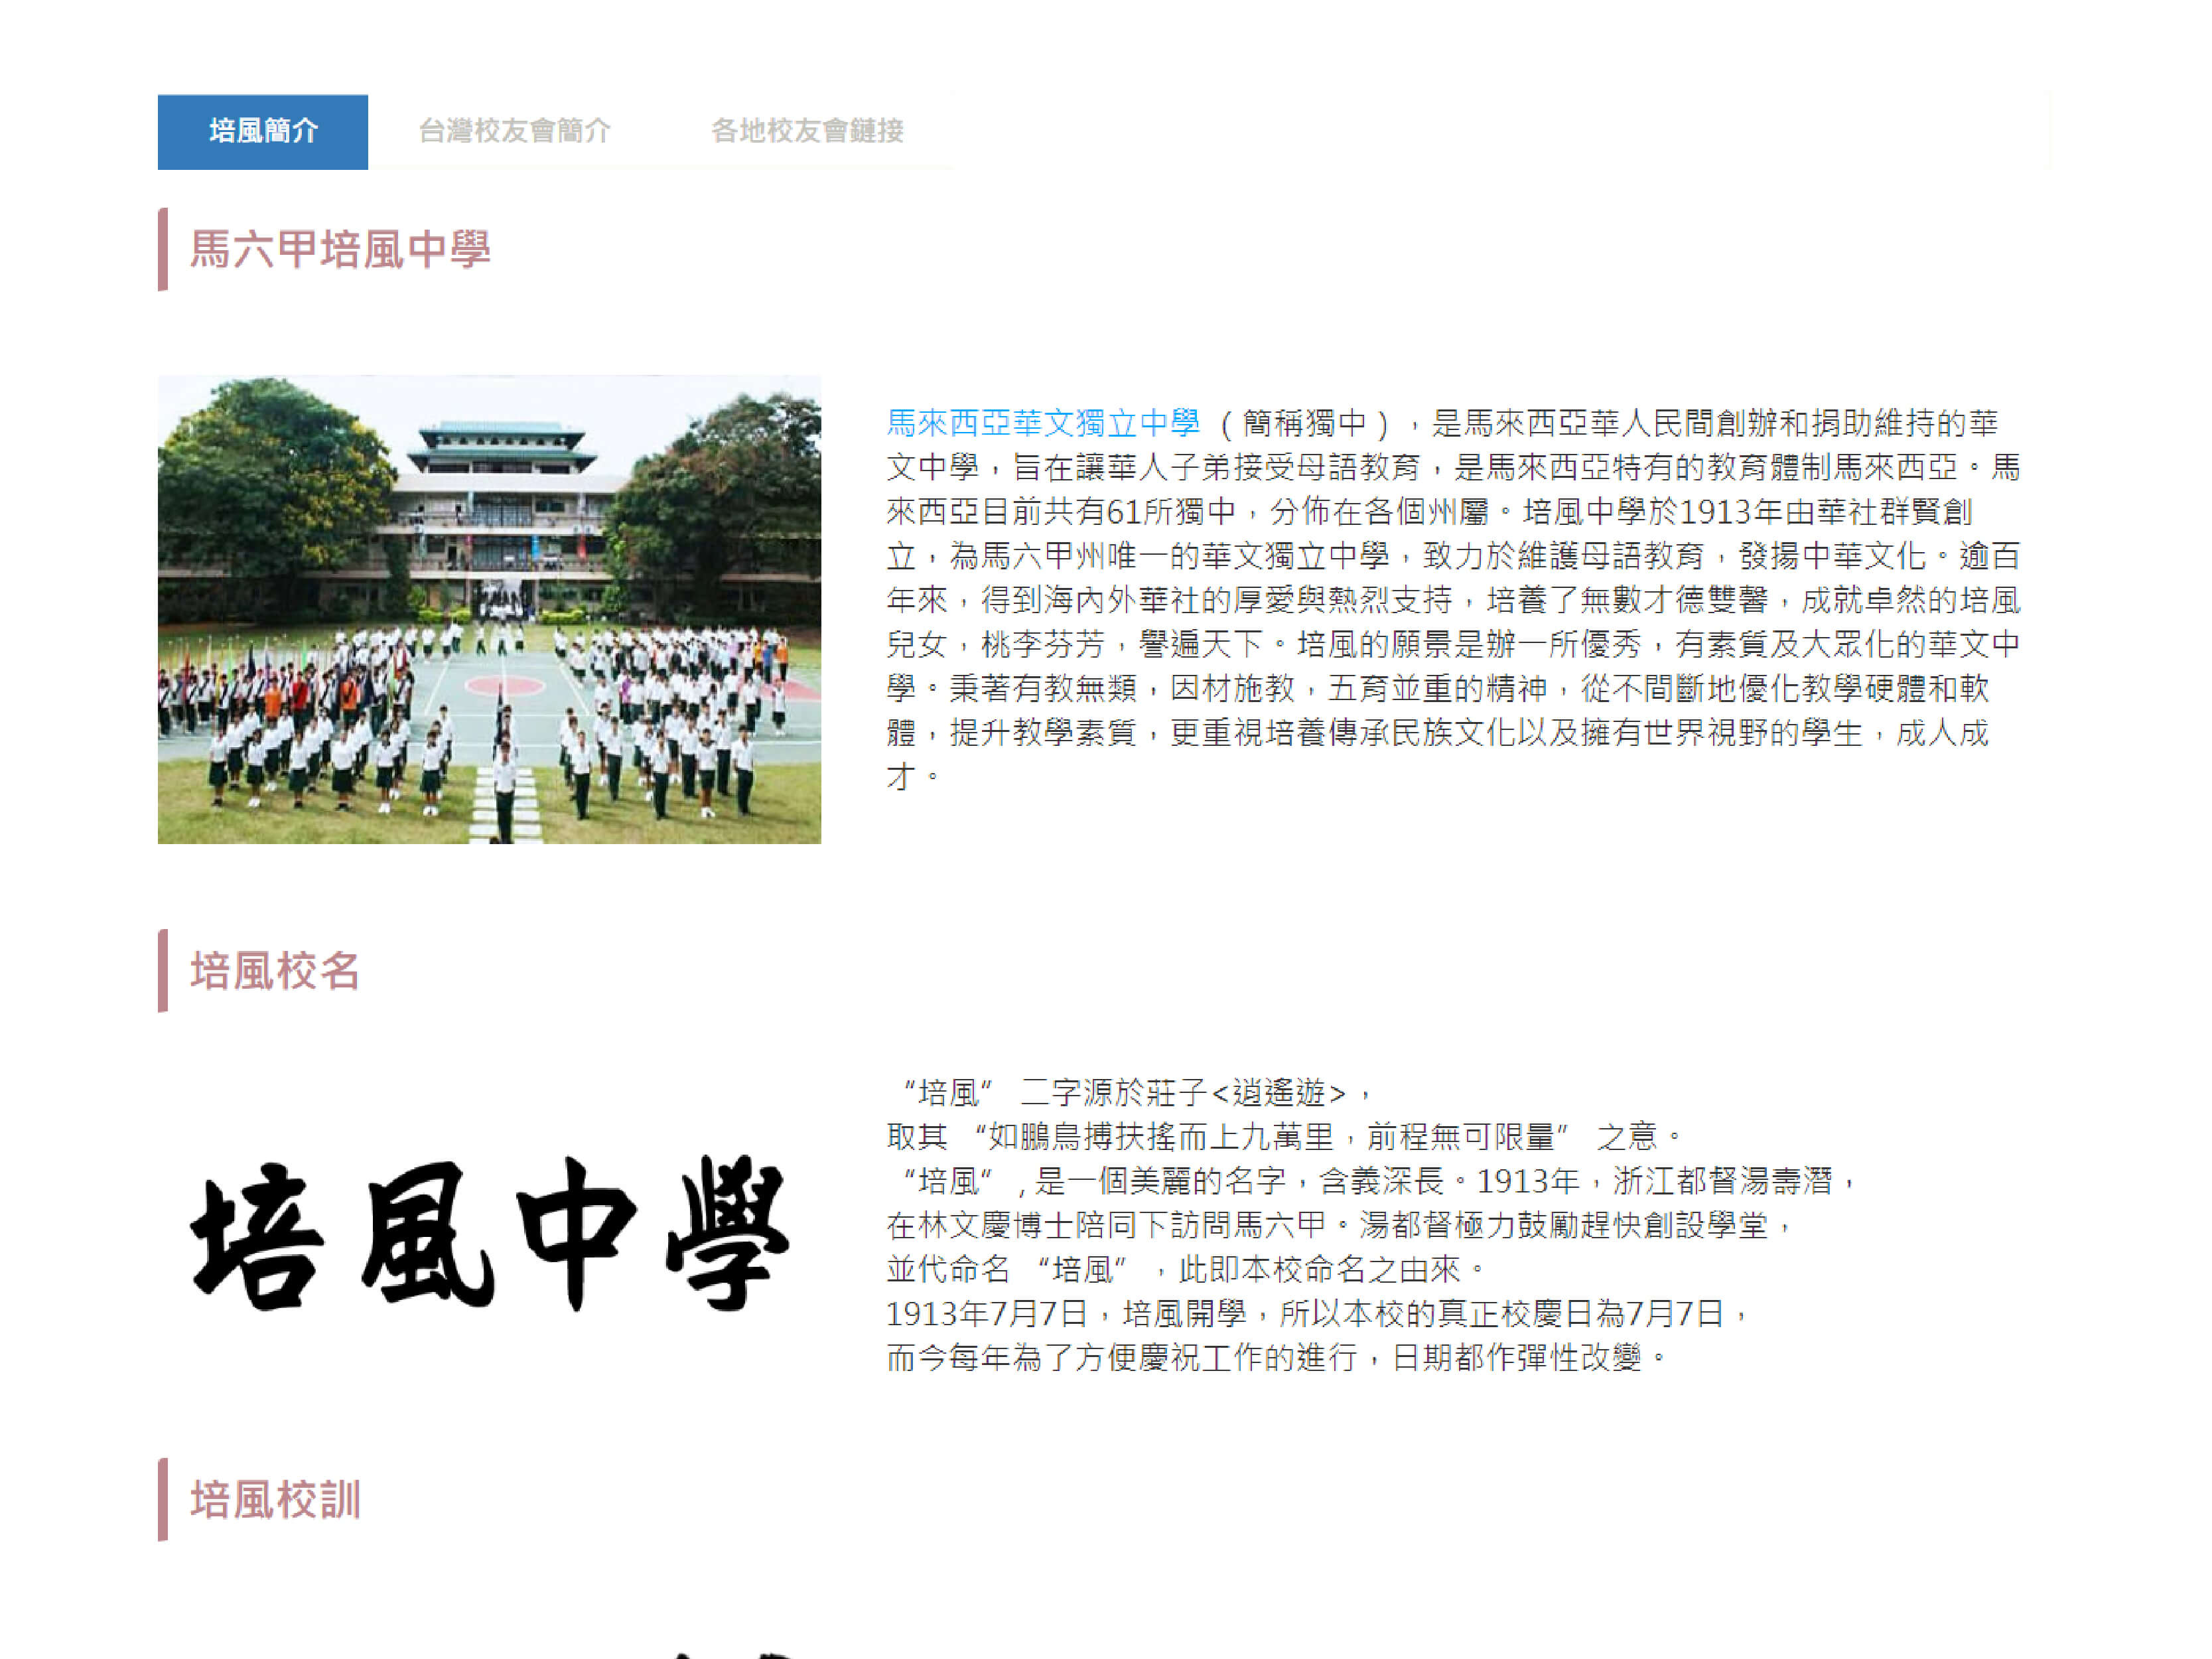 培風簡介
台灣校友會簡介
各地校友會鏈接
馬六甲培風中學
馬來西亞華文獨立中學（簡稱獨中），是馬來西亞華人民間創辦和捐助維持的華
文中學，旨在讓華人子弟接受母語教育，是馬來西亞特有的教育體制馬來西亞。馬
來西亞目前共有61所獨中，分佈在各個州屬。培風中學於1913年由華社群賢創
立，為馬六甲州唯一的華文獨立中學，致力於維護母語教育，發揚中華文化。逾百
年來，得到海內外華社的厚愛與熱烈支持，培養了無數才德雙馨，成就卓然的培風
兒女，桃李芬芳，譽遍天下。培風的願景是辦一所優秀，有素質及大眾化的華文中
學。秉著有教無類，因材施教，五育並重的精神，從不間斷地優化教學硬體和軟
體，提升教學素質，更重視培養傳承民族文化以及擁有世界視野的學生，成人成
才。
培風校名
培風中學
“培風” 二字源於莊子<逍遙遊>，
取其 “如鵬鳥搏扶搖而上九萬里，前程無可限量” 之意。
“培風” , 是一個美麗的名字，含義深長。1913年，浙江都督湯壽潛，
在林文慶博士陪同下訪問馬六甲。湯都督極力鼓勵趕快創設學堂，
並代命名 “培風” ，此即本校命名之由來。
1913年7月7日，培風開學，所以本校的真正校慶日為7月7日，
而今每年為了方便慶祝工作的進行，日期都作彈性改變。
培風校訓